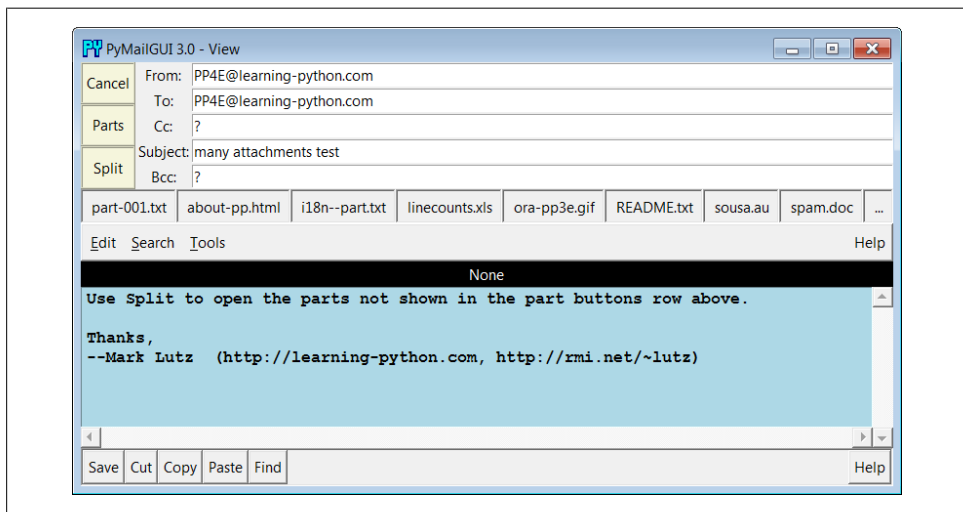 PY PyMailGUI 3.0 - View
Cancel From: PP4E@learning-python.com
To: PP4E@learning-python.com
Parts Cc: ?
Subject: many attachments test
Split Bcc: ?
part-001.txt about-pp.html i18n--part.txt linecounts.xls ora-pp3e.gif README.txt sousa.au spam.doc ...
Edit Search Tools Help
None
Use Split to open the parts not shown in the part buttons row above.
Thanks,
--Mark Lutz (http://learning-python.com, http://rmi.net/~lutz)
Save Cut Copy Paste Find Help